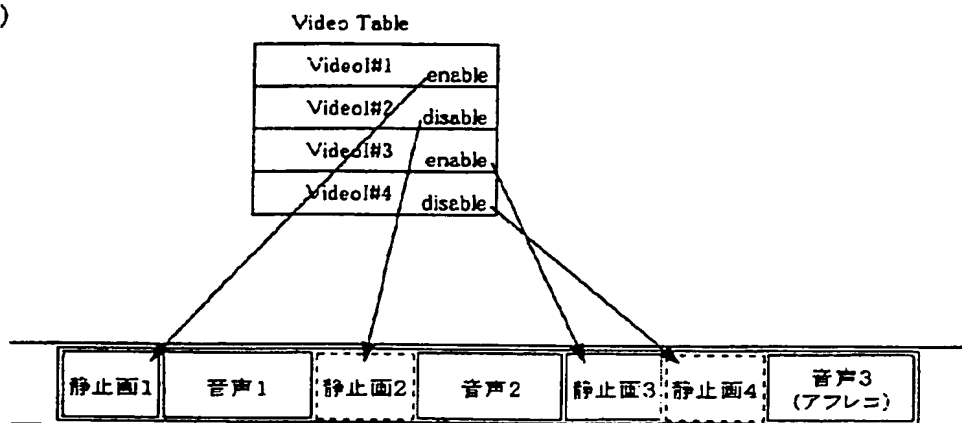 )
Video Table
VideoI#1 enable
VideoI#2 disable
VideoI#3 enable
VideoI#4 disable
静止画1 音声1 静止画2 音声2 静止画3 静止画4 音声3
(アフレコ)